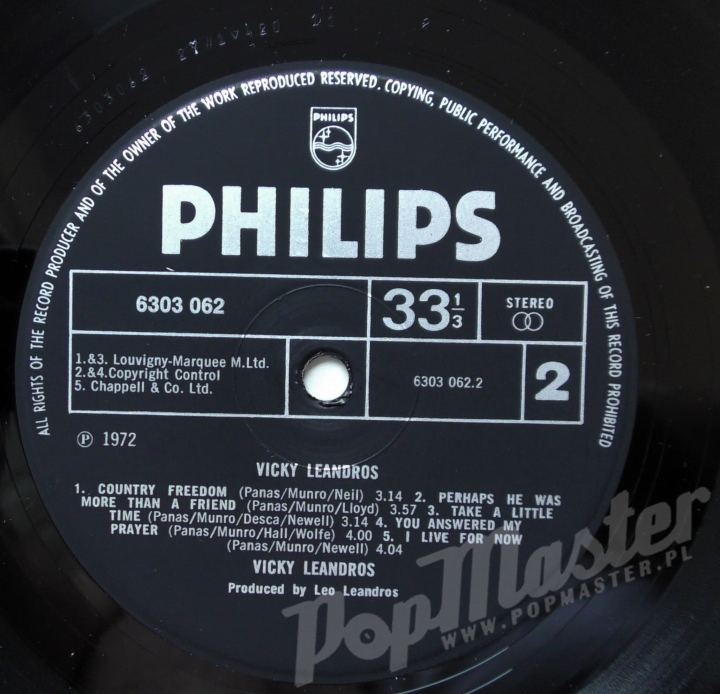 6303062 2Y
ALL RIGHTS OF THE RECORD PRODUCER AND OF THE OWNER OF THE WORK REPRODUCED RESERVED. COPYING, PUBLIC PERFORMANCE AND BROADCASTING OF THIS RECORD PROHIBITED
PHILIPS
PHILIPS
6303 062
33 1/3
STEREO
1.&3. Louvigny-Marquee M.Ltd.
2.&4.Copyright Control
5. Chappell & Co. Ltd.
6303 062.2
2
Ⓟ 1972
VICKY LEANDROS
1. COUNTRY FREEDOM (Panas/Munro/Neil) 3.14 2. PERHAPS HE WAS
MORE THAN A FRIEND (Panas/Munro/Lloyd) 3.57 3. TAKE A LITTLE
TIME (Panas/Munro/Desca/Newell) 3.14 4. YOU ANSWERED MY
PRAYER (Panas/Munro/Hall/Wolfe) 4.00 5. I LIVE FOR NOW
(Panas/Munro/Newell) 4.04
VICKY LEANDROS
Produced by Leo Leandros
PopMaster
WWW.POPMASTER.PL